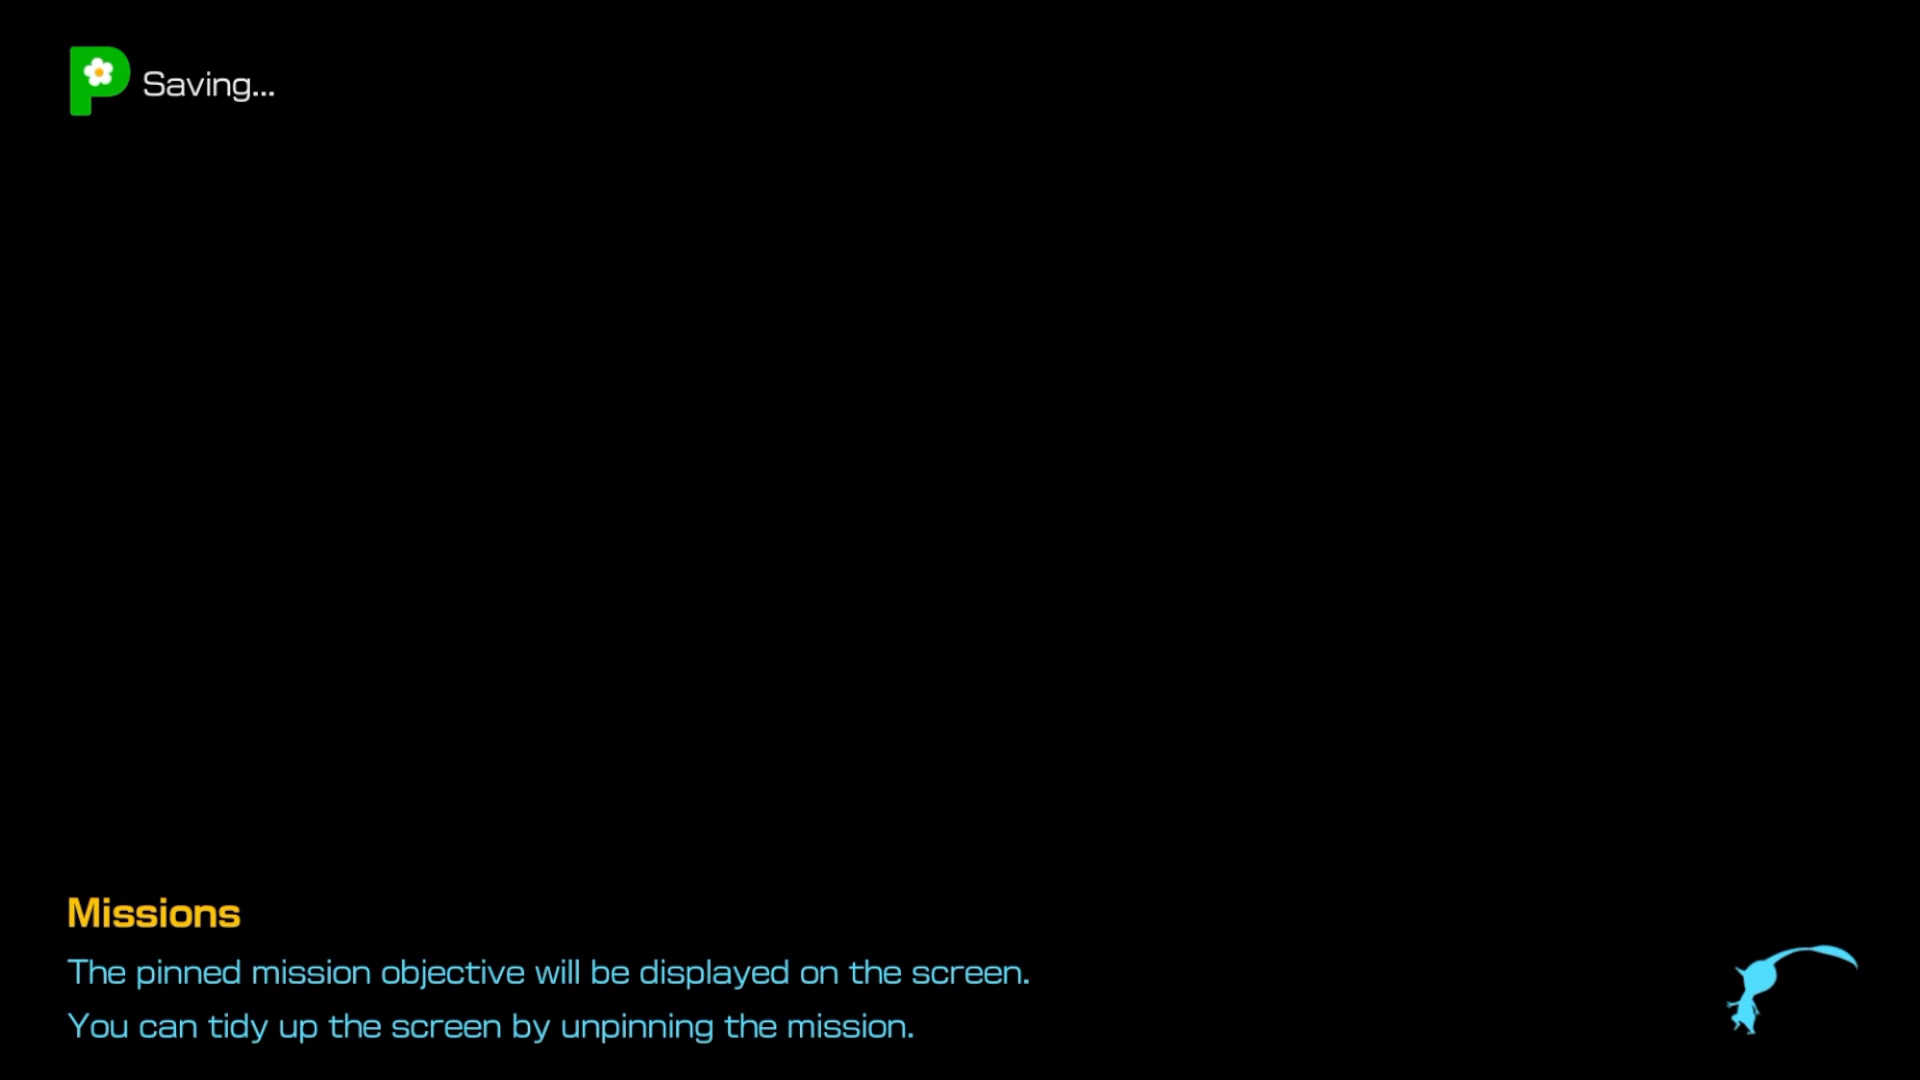 Saving...
Missions
The pinned mission objective will be displayed on the screen.
You can tidy up the screen by unpinning the mission.